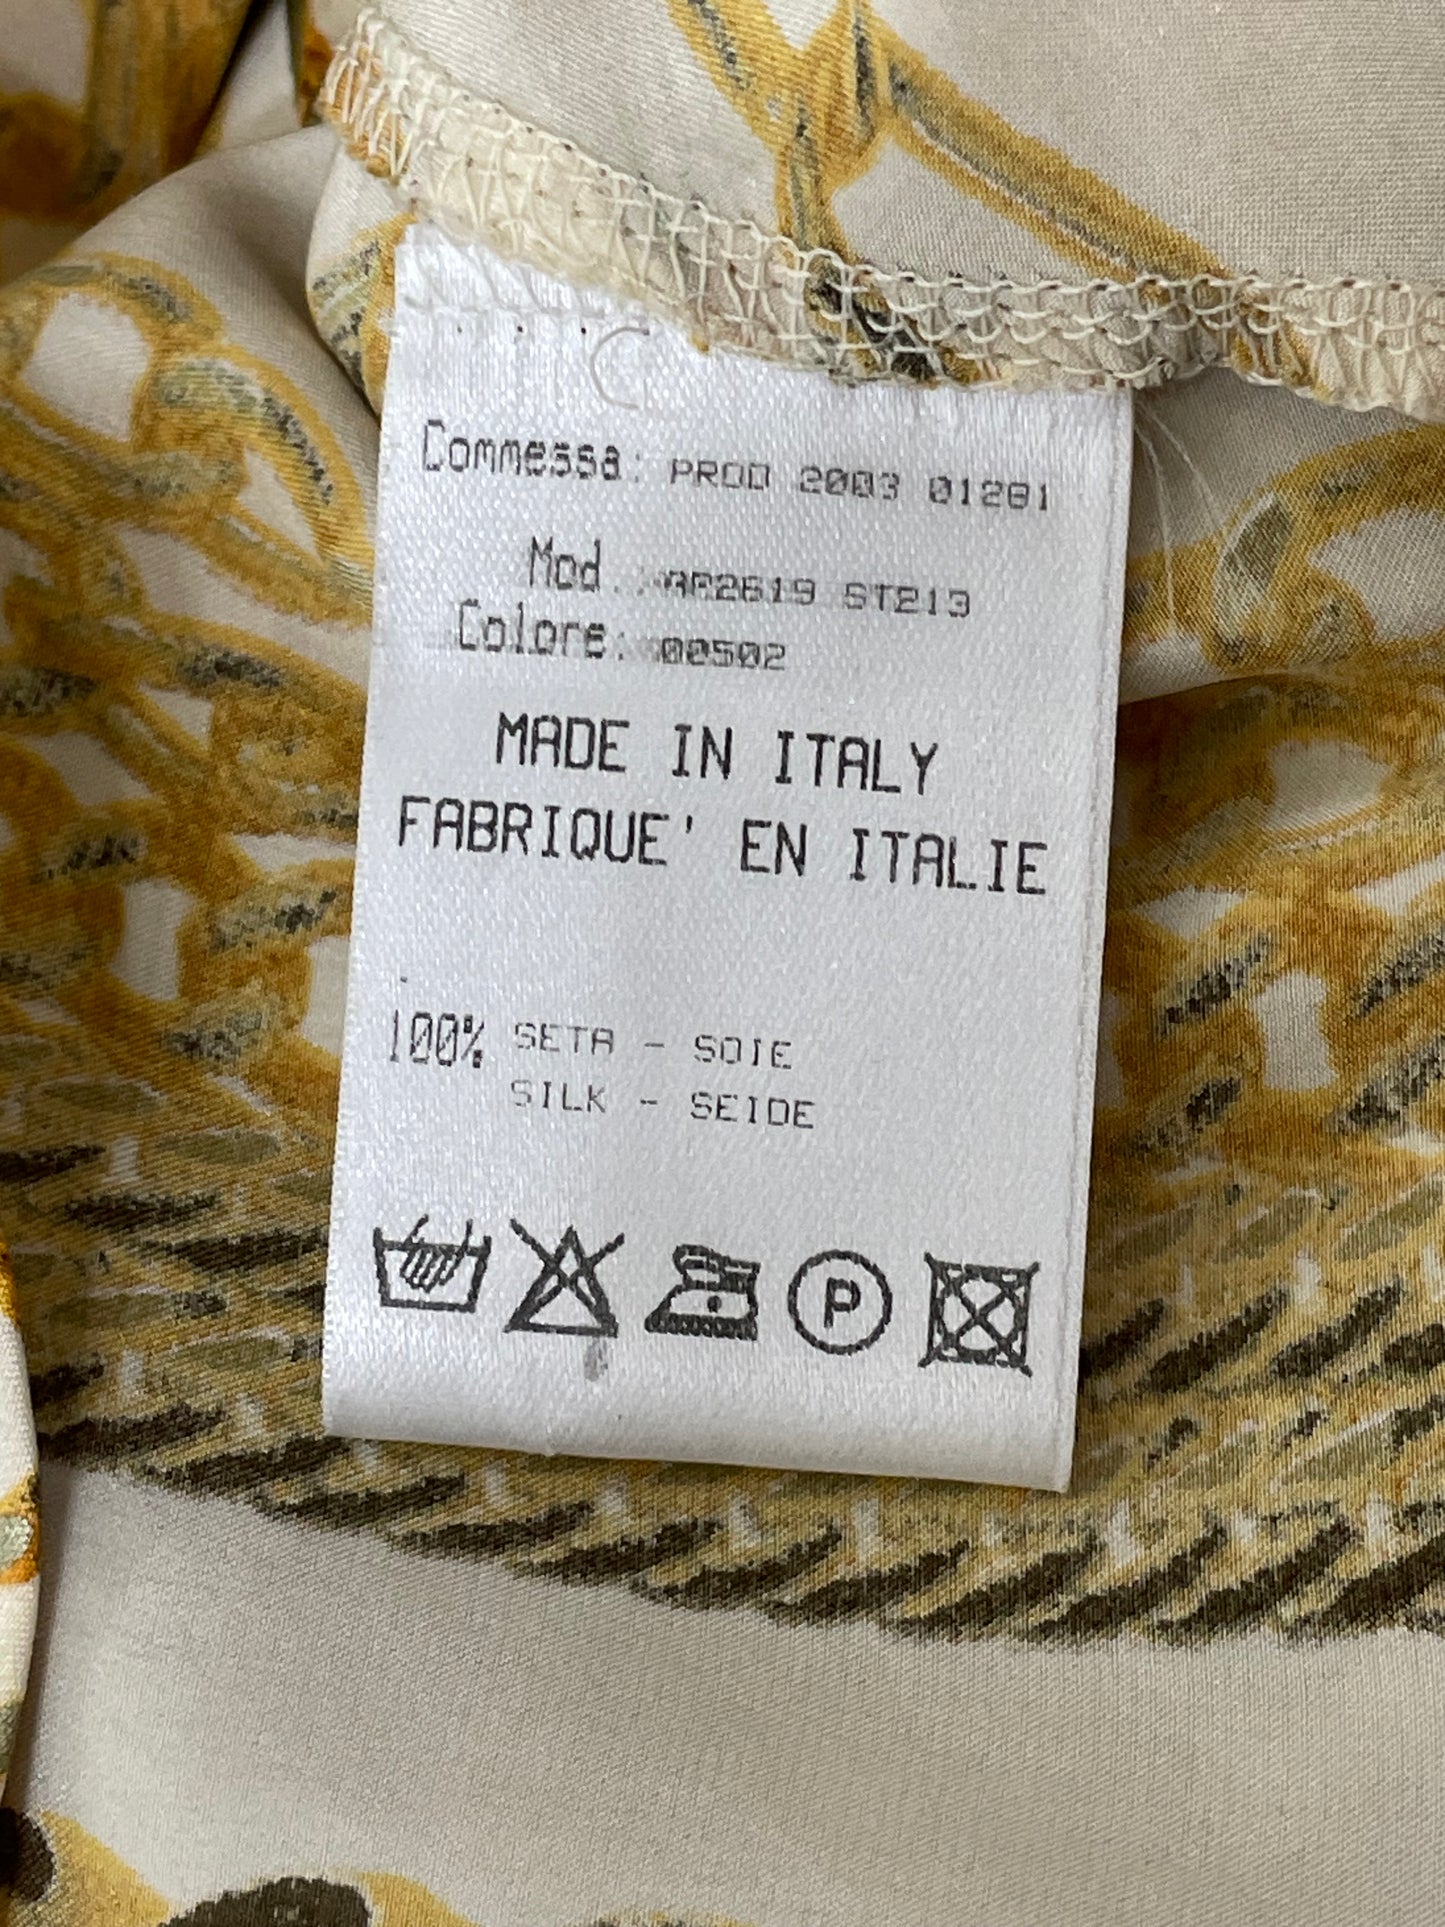 Commessa: PROD 2003 01281
Mod.: ST213
Colore: 00502
MADE IN ITALY
FABRIQUE' EN ITALIE
100% SETA - SOIE
SILK - SEIDE
P